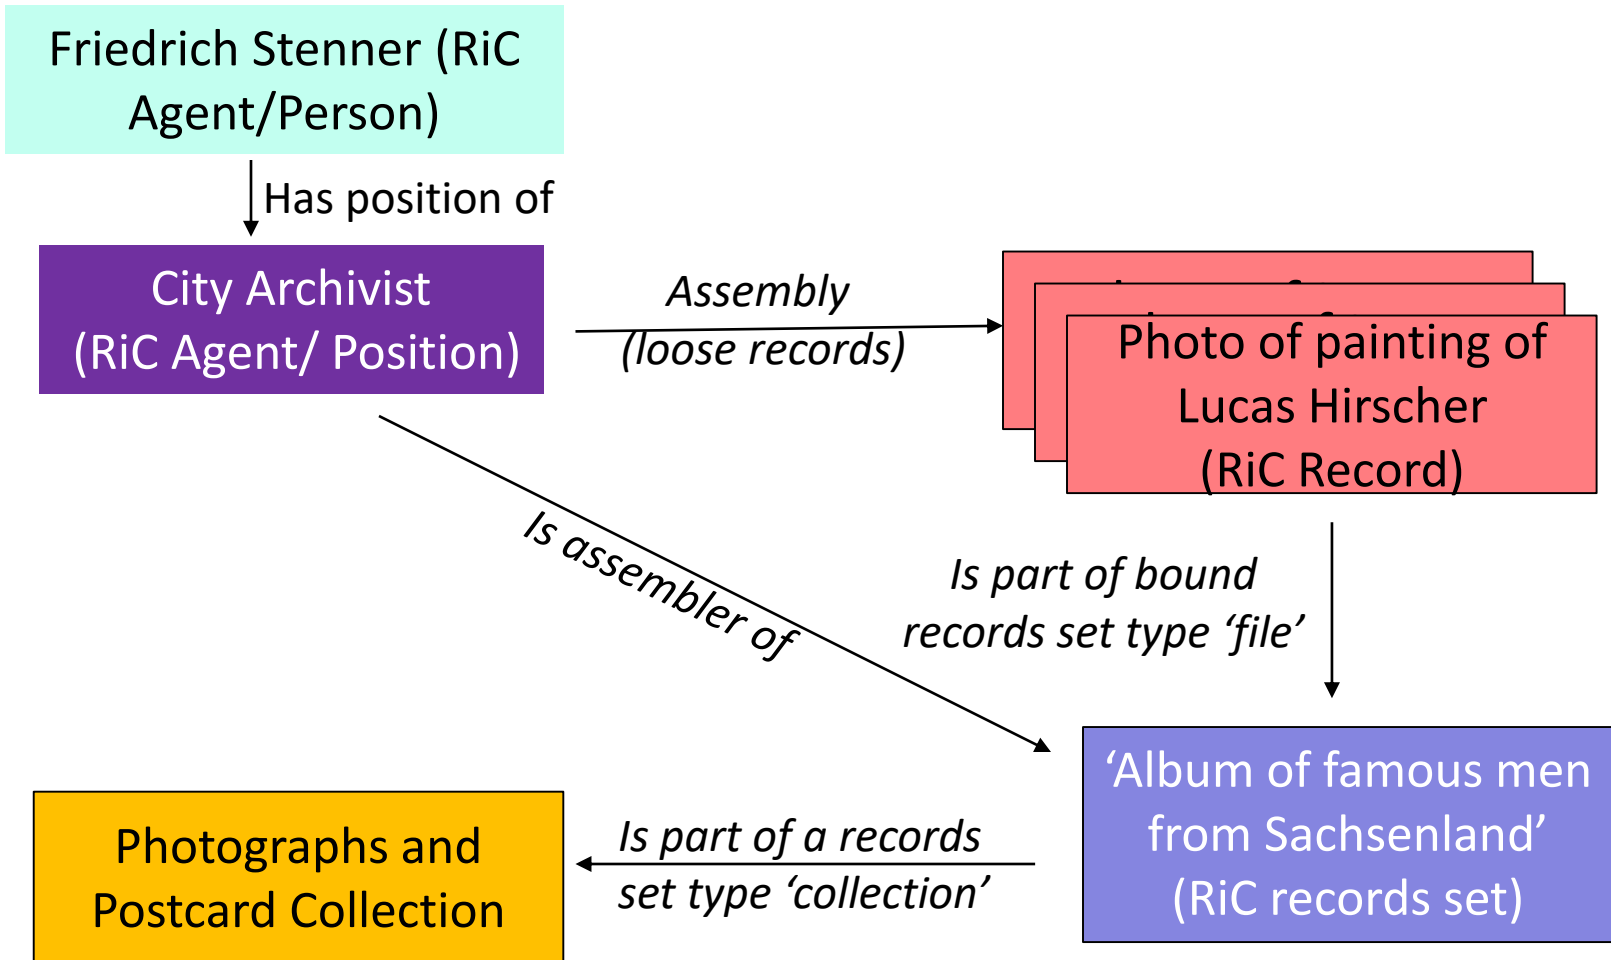 Friedrich Stenner (RiC
Agent/Person)
Has position of
City Archivist
(RiC Agent/ Position)
Assembly
(loose records)
Photo of painting of
Lucas Hirscher
(RiC Record)
Is assembler of
Is part of bound
records set type ‘file’
‘Album of famous men
from Sachsenland’
(RiC records set)
Is part of a records
set type ‘collection’
Photographs and
Postcard Collection